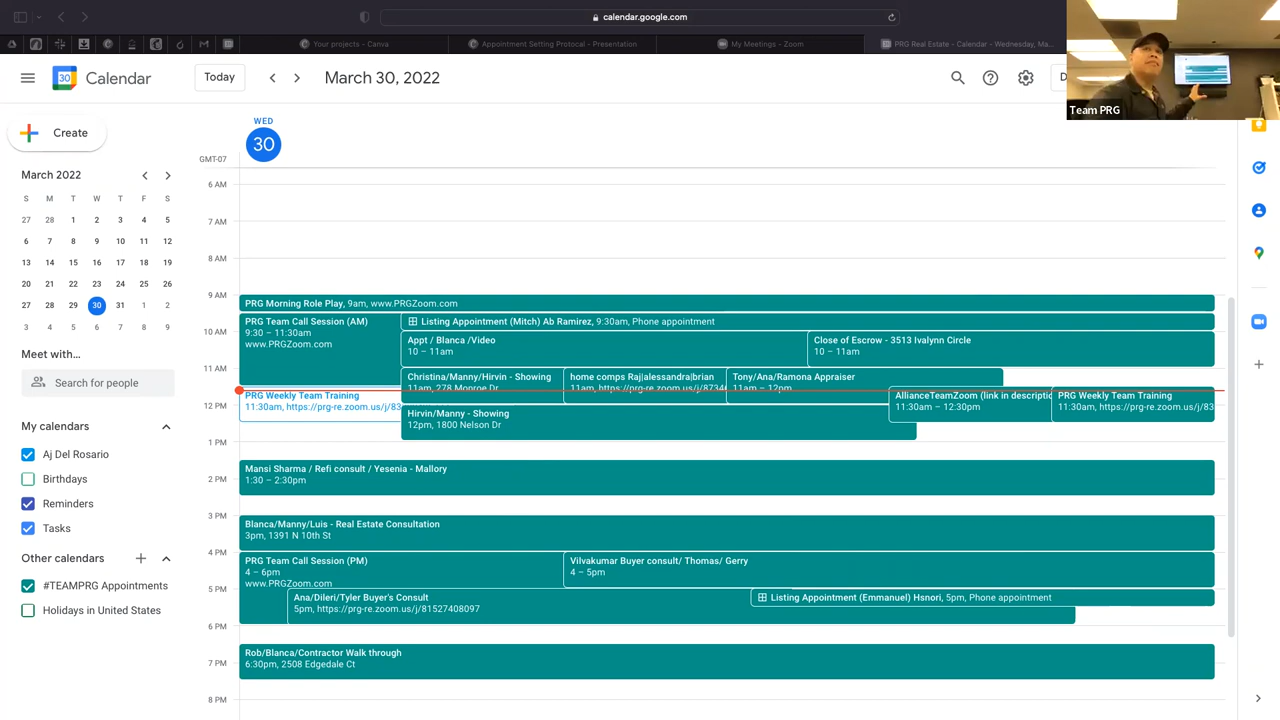 calendar.google.com
Your projects - Canva
Appointment Setting Protocal - Presentation
My Meetings - Zoom
PRG Real Estate - Calendar - Wednesday, Ma...
Team PRG
30
Calendar
Today
March 30, 2022
D
Create
WED
30
GMT-07
March 2022
S M T W T F S
27 28 1 2 3 4 5
6 7 8 9 10 11 12
13 14 15 16 17 18 19
20 21 22 23 24 25 26
27 28 29 30 31 1 2
3 4 5 6 7 8 9
Meet with...
Search for people
My calendars
Aj Del Rosario
Birthdays
Reminders
Tasks
Other calendars
#TEAMPRG Appointments
Holidays in United States
6 AM
7 AM
8 AM
9 AM
10 AM
11 AM
12 PM
1 PM
2 PM
3 PM
4 PM
5 PM
6 PM
7 PM
8 PM
PRG Morning Role Play, 9am, www.PRGZoom.com
PRG Team Call Session (AM)
9:30 – 11:30am
www.PRGZoom.com
Listing Appointment (Mitch) Ab Ramirez, 9:30am, Phone appointment
Appt / Blanca /Video
10 – 11am
Close of Escrow - 3513 Ivalynn Circle
10 – 11am
Christina/Manny/Hirvin - Showing
11am, 278 Monroe Dr
home comps Raj|alessandra|brian
11am, https://prg-re.zoom.us/j/8734
Tony/Ana/Ramona Appraiser
11am – 12pm
PRG Weekly Team Training
11:30am, https://prg-re.zoom.us/j/83
AllianceTeamZoom (link in descriptio
11:30am – 12:30pm
PRG Weekly Team Training
11:30am, https://prg-re.zoom.us/j/83
Hirvin/Manny - Showing
12pm, 1800 Nelson Dr
Mansi Sharma / Refi consult / Yesenia - Mallory
1:30 – 2:30pm
Blanca/Manny/Luis - Real Estate Consultation
3pm, 1391 N 10th St
PRG Team Call Session (PM)
4 – 6pm
www.PRGZoom.com
Vilvakumar Buyer consult/ Thomas/ Gerry
4 – 5pm
Ana/Dileri/Tyler Buyer's Consult
5pm, https://prg-re.zoom.us/j/81527408097
Listing Appointment (Emmanuel) Hsnori, 5pm, Phone appointment
Rob/Blanca/Contractor Walk through
6:30pm, 2508 Edgedale Ct